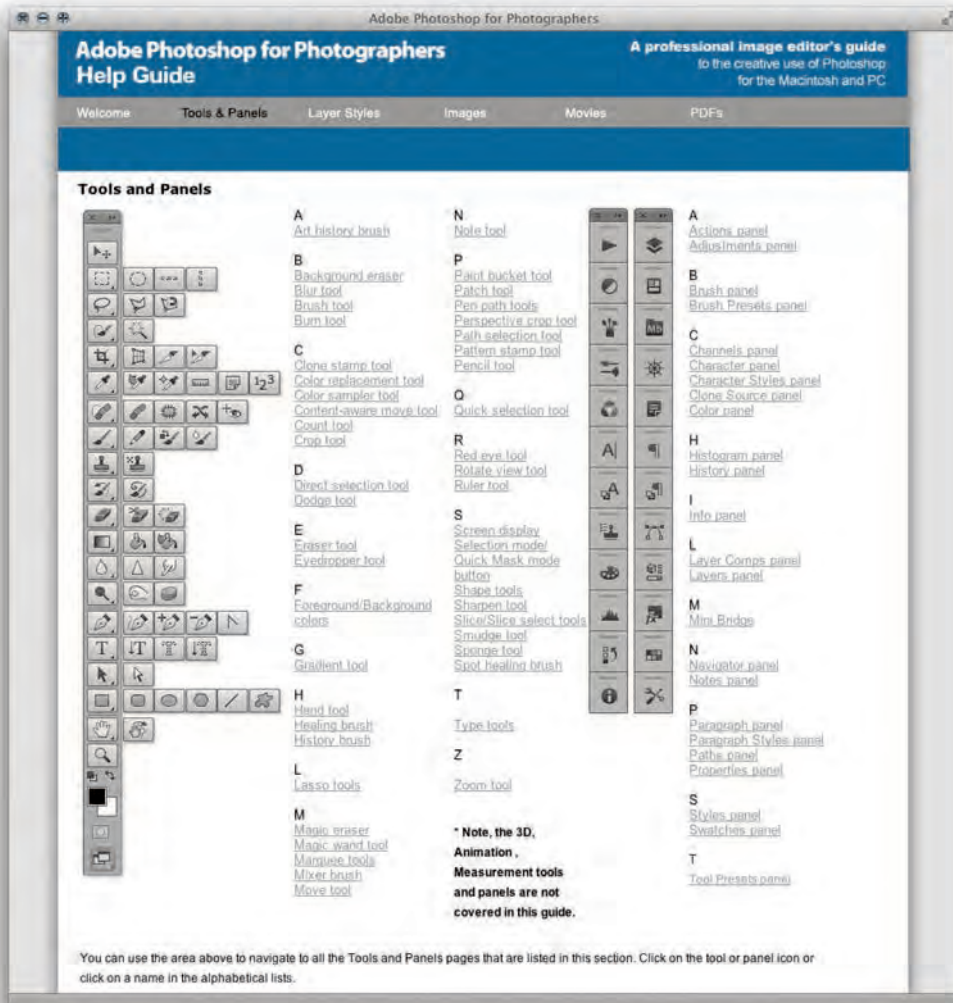 Adobe Photoshop for Photographers
Adobe Photoshop for Photographers
Help Guide
A professional image editor's guide
to the creative use of Photoshop
for the Macintosh and PC
Welcome
Tools & Panels
Layer Styles
Images
Movies
PDFs
Tools and Panels
A
Art history brush
B
Background eraser
Blur tool
Brush tool
Burn tool
C
Clone stamp tool
Color replacement tool
Color sampler tool
Content-aware move tool
Count tool
Crop tool
D
Direct selection tool
Dodge tool
E
Eraser tool
Eyedropper tool
F
Foreground/Background
colors
G
Gradient tool
H
Hand tool
Healing brush
History brush
L
Lasso tools
M
Magic eraser
Magic wand tool
Marquee tools
Mixer brush
Move tool
N
Note tool
P
Paint bucket tool
Patch tool
Pen path tools
Perspective crop tool
Path selection tool
Pattern stamp tool
Pencil tool
Q
Quick selection tool
R
Red eye tool
Rotate view tool
Ruler tool
S
Screen display
Selection mode/
Quick Mask mode
button
Shape tools
Sharpen tool
Slice/Slice select tools
Smudge tool
Sponge tool
Spot healing brush
T
Type tools
Z
Zoom tool
* Note, the 3D,
Animation ,
Measurement tools
and panels are not
covered in this guide.
A
Actions panel
Adjustments panel
B
Brush panel
Brush Presets panel
C
Channels panel
Character panel
Character Styles panel
Clone Source panel
Color panel
H
Histogram panel
History panel
I
Info panel
L
Layer Comps panel
Layers panel
M
Mini Bridge
N
Navigator panel
Notes panel
P
Paragraph panel
Paragraph Styles panel
Paths panel
Properties panel
S
Styles panel
Swatches panel
T
Tool Presets panel
You can use the area above to navigate to all the Tools and Panels pages that are listed in this section. Click on the tool or panel icon or
click on a name in the alphabetical lists.